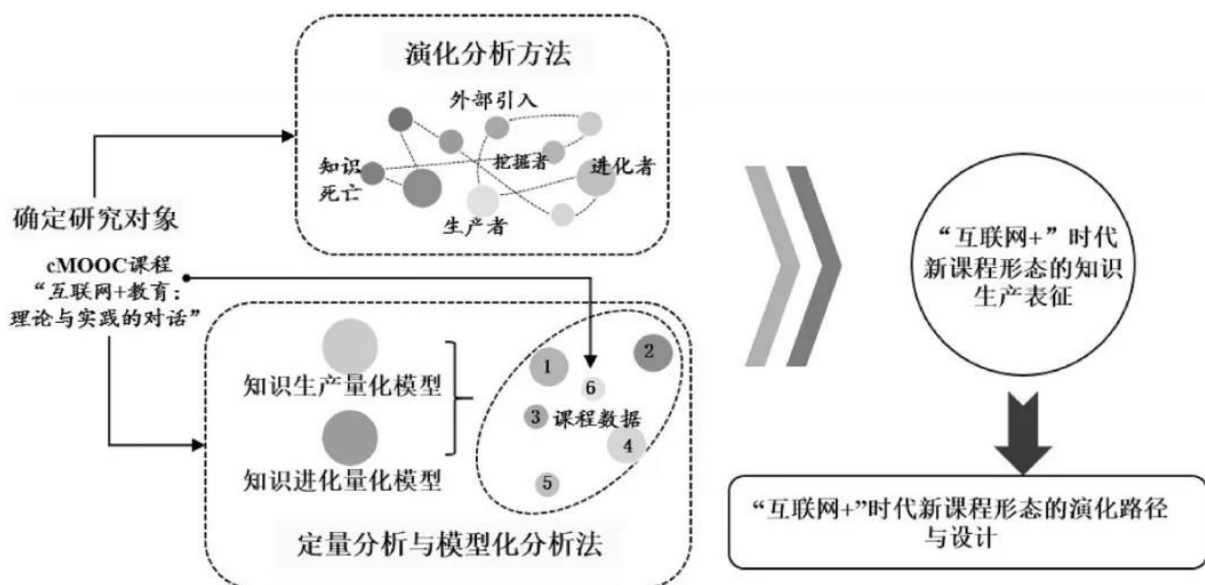 演化分析方法
外部引入
知识
死亡
挖掘者
进化者
生产者
确定研究对象
cMOOC课程
“互联网+教育：
理论与实践的对话”
知识生产量化模型
知识进化量化模型
1
2
6
3
课程数据
4
5
定量分析与模型化分析法
“互联网+”时代
新课程形态的知识
生产表征
“互联网+”时代新课程形态的演化路径
与设计